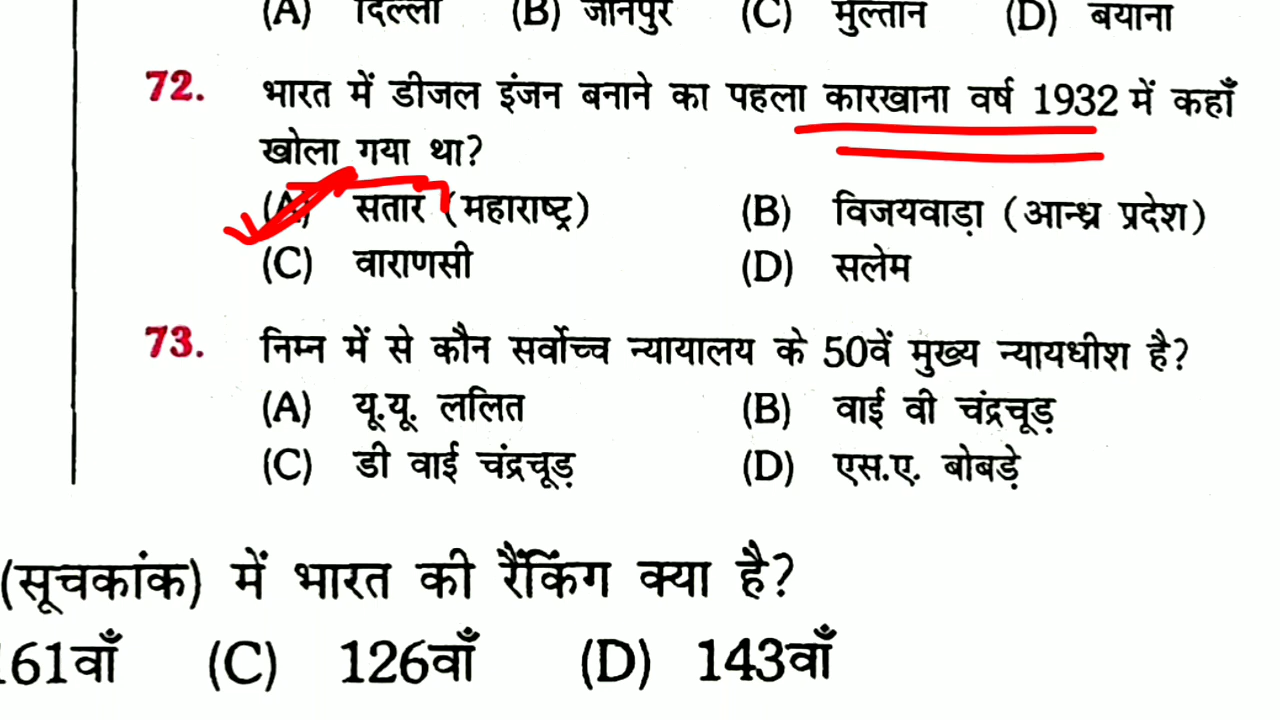 (A) दिल्ली (B) जौनपुर (C) मुल्तान (D) बयाना
72. भारत में डीजल इंजन बनाने का पहला कारखाना वर्ष 1932 में कहाँ
खोला गया था?
(A) सतार (महाराष्ट्र) (B) विजयवाड़ा (आन्ध्र प्रदेश)
(C) वाराणसी (D) सलेम
73. निम्न में से कौन सर्वोच्च न्यायालय के 50वें मुख्य न्यायधीश है?
(A) यू.यू. ललित (B) वाई वी चंद्रचूड़
(C) डी वाई चंद्रचूड़ (D) एस.ए. बोबड़े
(सूचकांक) में भारत की रैंकिंग क्या है?
161वाँ (C) 126वाँ (D) 143वाँ